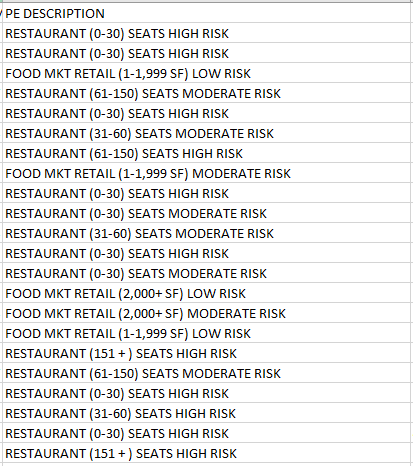 PE DESCRIPTION
RESTAURANT (0-30) SEATS HIGH RISK
RESTAURANT (0-30) SEATS HIGH RISK
FOOD MKT RETAIL (1-1,999 SF) LOW RISK
RESTAURANT (61-150) SEATS MODERATE RISK
RESTAURANT (0-30) SEATS HIGH RISK
RESTAURANT (31-60) SEATS MODERATE RISK
RESTAURANT (61-150) SEATS HIGH RISK
FOOD MKT RETAIL (1-1,999 SF) MODERATE RISK
RESTAURANT (0-30) SEATS HIGH RISK
RESTAURANT (0-30) SEATS MODERATE RISK
RESTAURANT (31-60) SEATS MODERATE RISK
RESTAURANT (0-30) SEATS HIGH RISK
RESTAURANT (0-30) SEATS MODERATE RISK
FOOD MKT RETAIL (2,000+ SF) LOW RISK
FOOD MKT RETAIL (2,000+ SF) MODERATE RISK
FOOD MKT RETAIL (1-1,999 SF) LOW RISK
RESTAURANT (151 + ) SEATS HIGH RISK
RESTAURANT (61-150) SEATS MODERATE RISK
RESTAURANT (0-30) SEATS HIGH RISK
RESTAURANT (31-60) SEATS HIGH RISK
RESTAURANT (0-30) SEATS HIGH RISK
RESTAURANT (151 + ) SEATS HIGH RISK